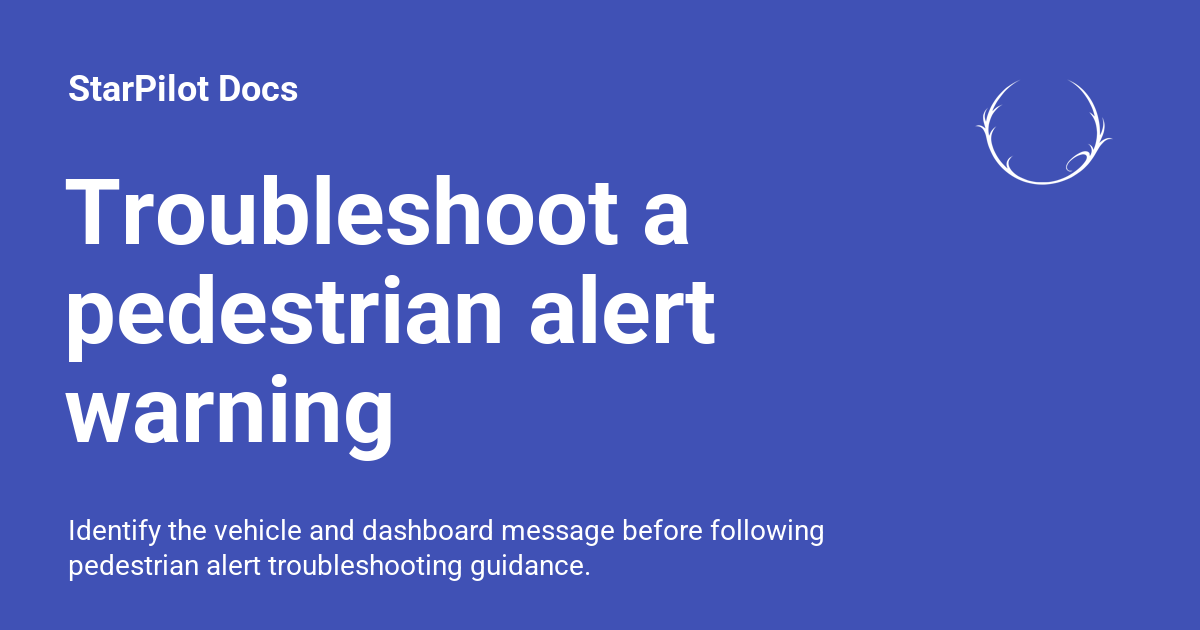 StarPilot Docs
Troubleshoot a
pedestrian alert
warning
Identify the vehicle and dashboard message before following
pedestrian alert troubleshooting guidance.